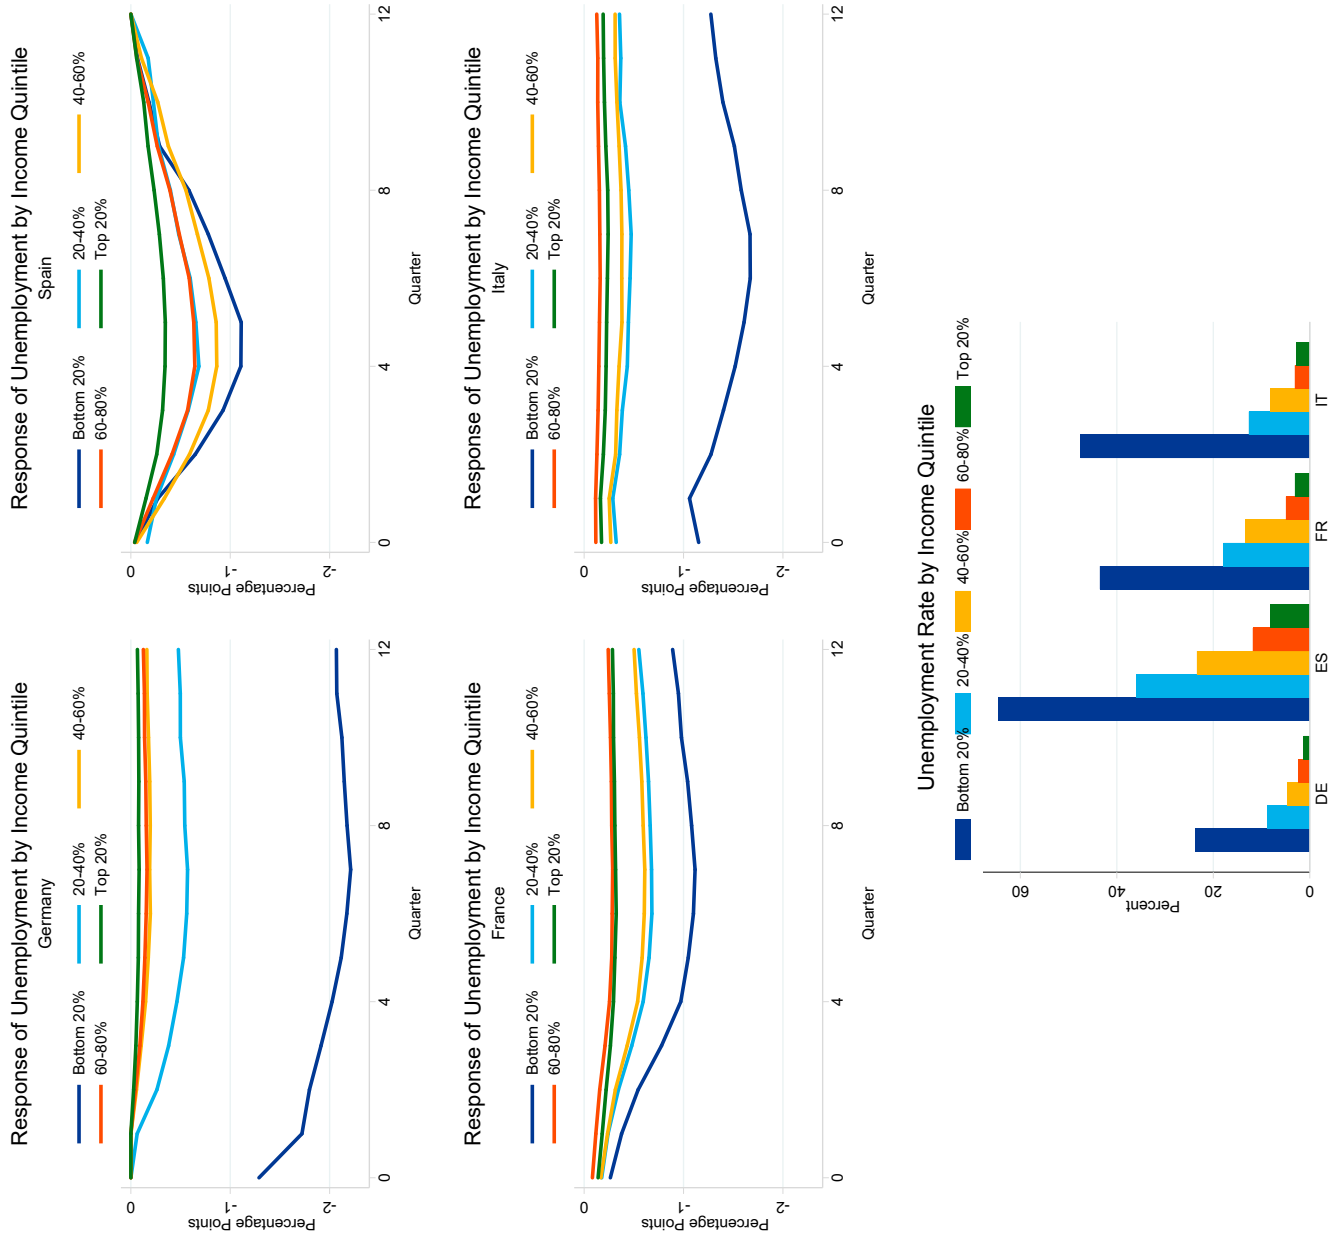 Response of Unemployment by Income Quintile
Germany
Bottom 20% 20-40% 40-60%
60-80% Top 20%
Percentage Points
0
-1
-2
0 4 8 12
Quarter
Response of Unemployment by Income Quintile
Spain
Bottom 20% 20-40% 40-60%
60-80% Top 20%
Percentage Points
0
-1
-2
0 4 8 12
Quarter
Response of Unemployment by Income Quintile
France
Bottom 20% 20-40% 40-60%
60-80% Top 20%
Percentage Points
0
-1
-2
0 4 8 12
Quarter
Response of Unemployment by Income Quintile
Italy
Bottom 20% 20-40% 40-60%
60-80% Top 20%
Percentage Points
0
-1
-2
0 4 8 12
Quarter
Unemployment Rate by Income Quintile
Bottom 20% 20-40% 40-60% 60-80% Top 20%
Percent
60
40
20
0
DE ES FR IT